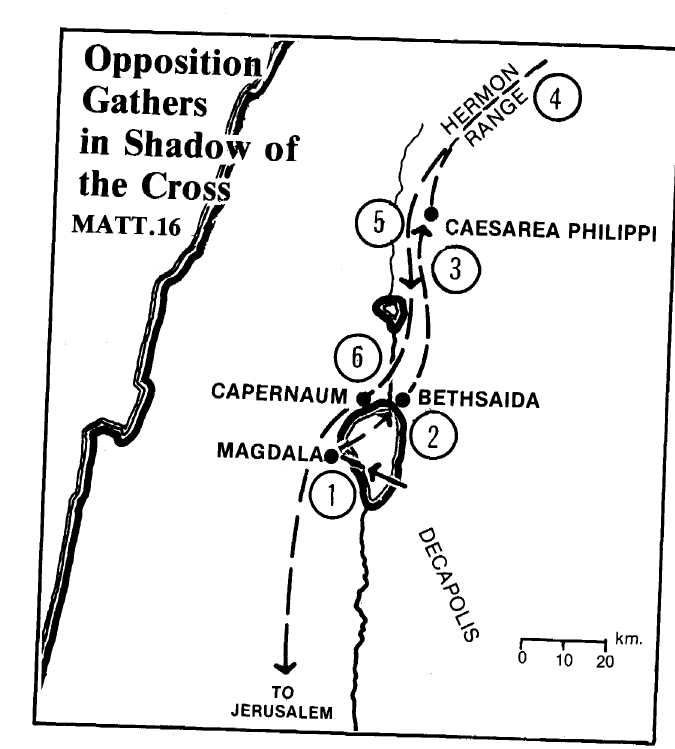 Opposition
Gathers
in Shadow of
the Cross
MATT.16
HERMON
RANGE
4
5
CAESAREA PHILIPPI
3
6
CAPERNAUM
BETHSAIDA
2
MAGDALA
1
DECAPOLIS
km.
0 10 20
TO
JERUSALEM